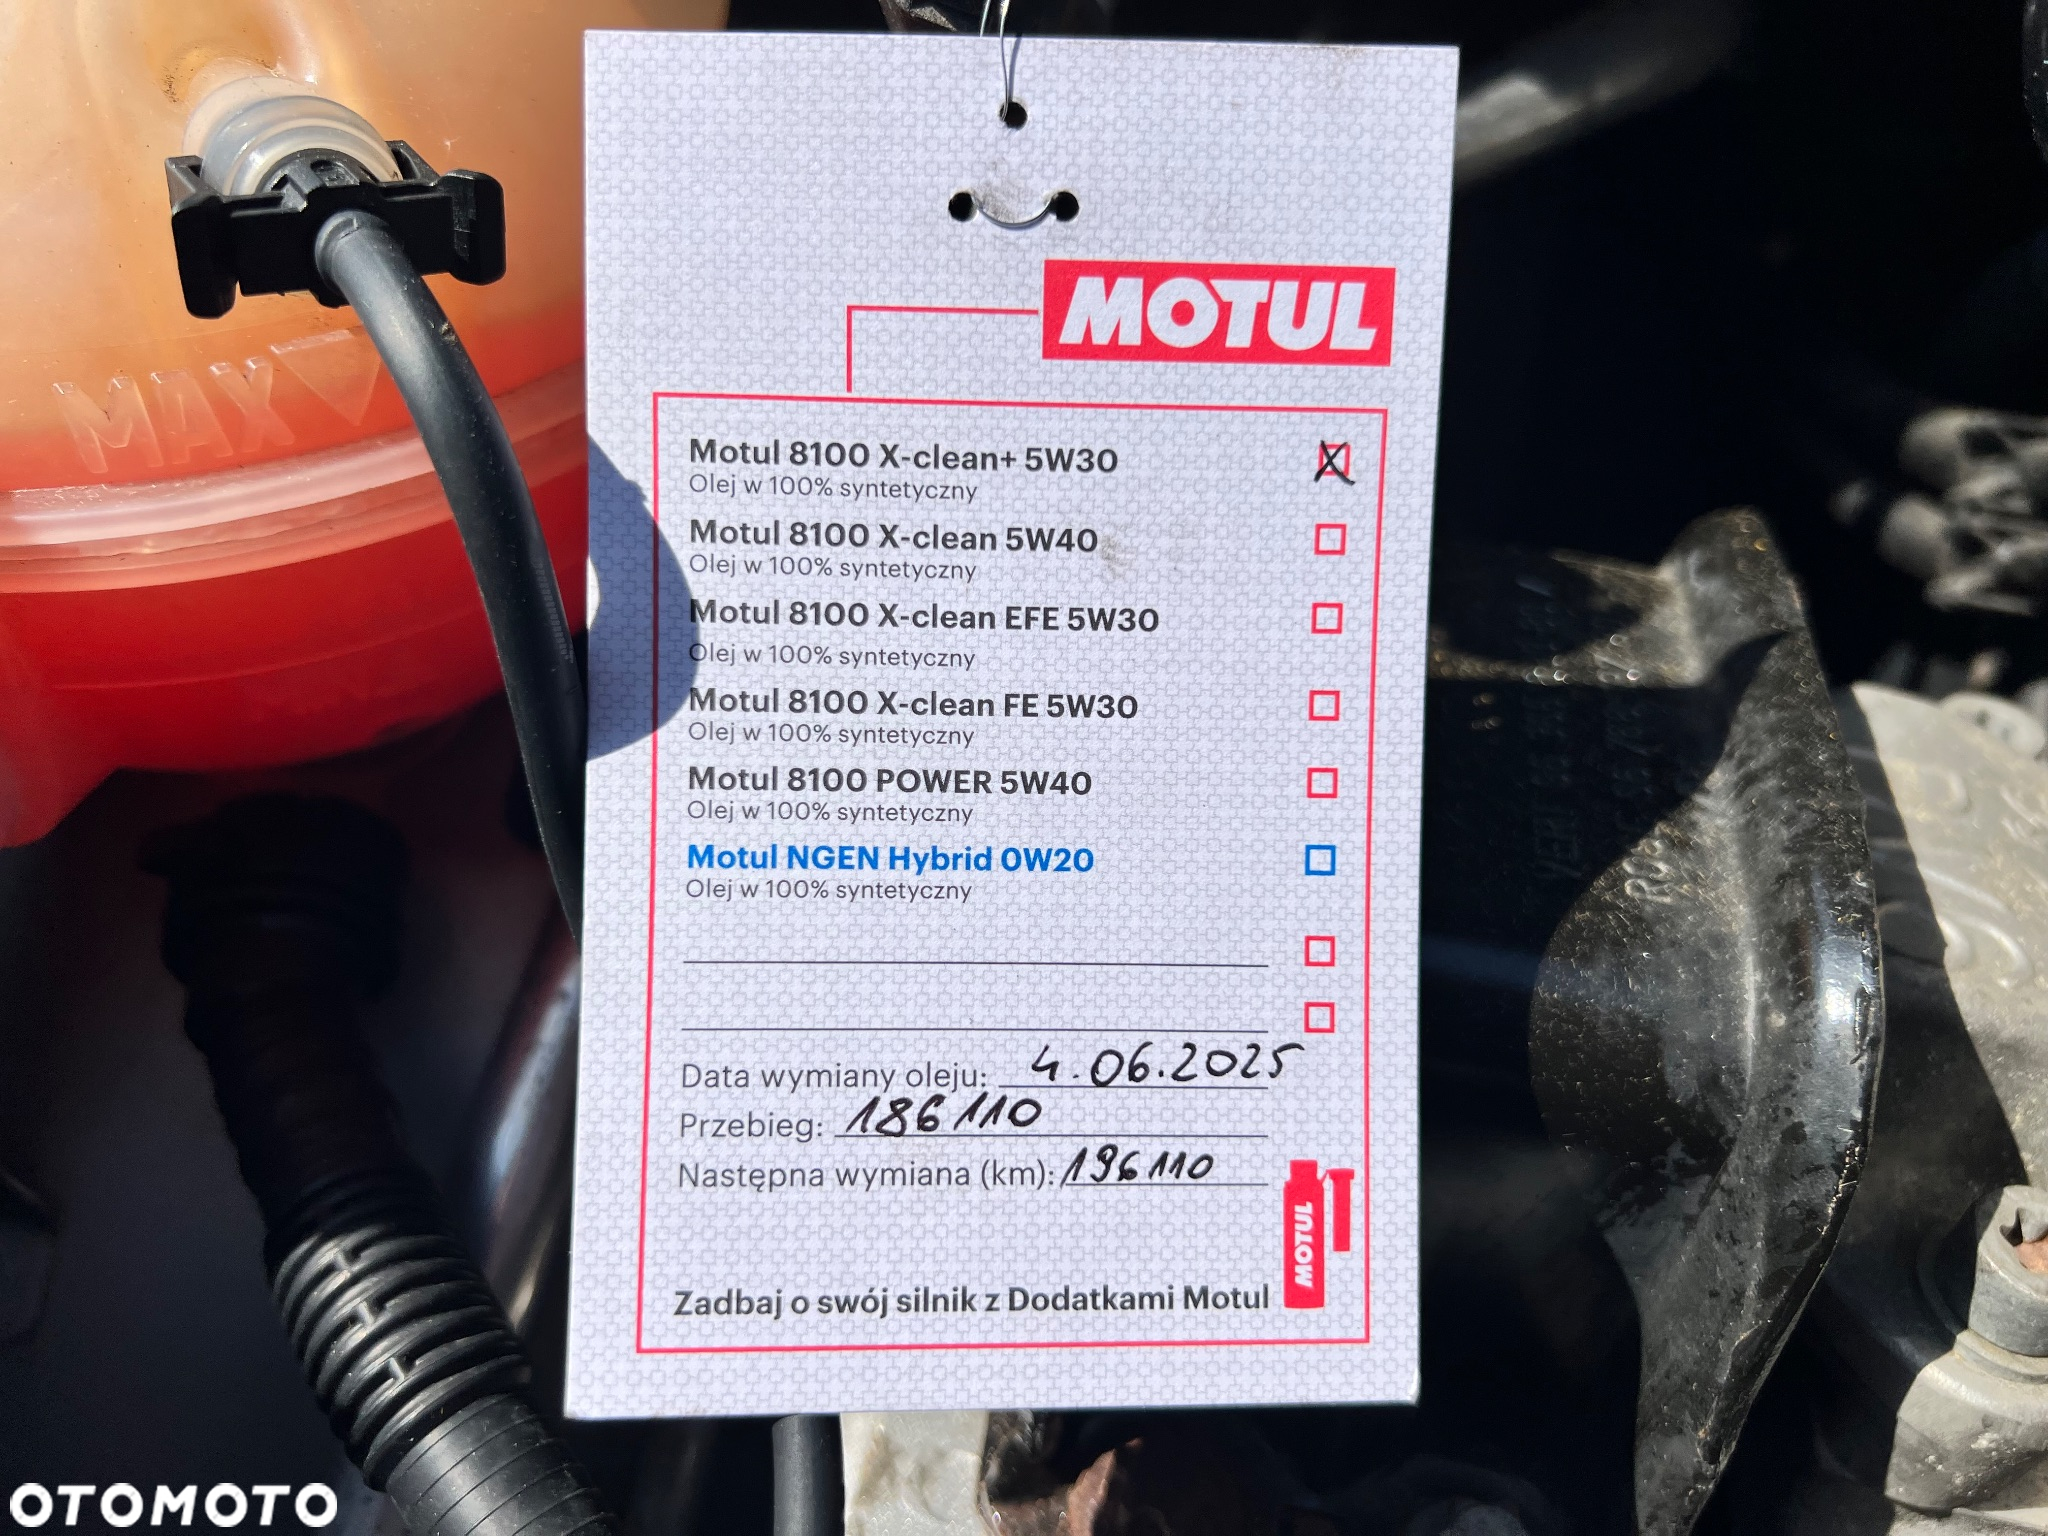 MAX
MOTUL
Motul 8100 X-clean+ 5W30
Olej w 100% syntetyczny
Motul 8100 X-clean 5W40
Olej w 100% syntetyczny
Motul 8100 X-clean EFE 5W30
Olej w 100% syntetyczny
Motul 8100 X-clean FE 5W30
Olej w 100% syntetyczny
Motul 8100 POWER 5W40
Olej w 100% syntetyczny
Motul NGEN Hybrid 0W20
Olej w 100% syntetyczny
Data wymiany oleju: 4.06.2025
Przebieg: 186110
Następna wymiana (km): 196110
MOTUL
Zadbaj o swój silnik z Dodatkami Motul
OTOMOTO